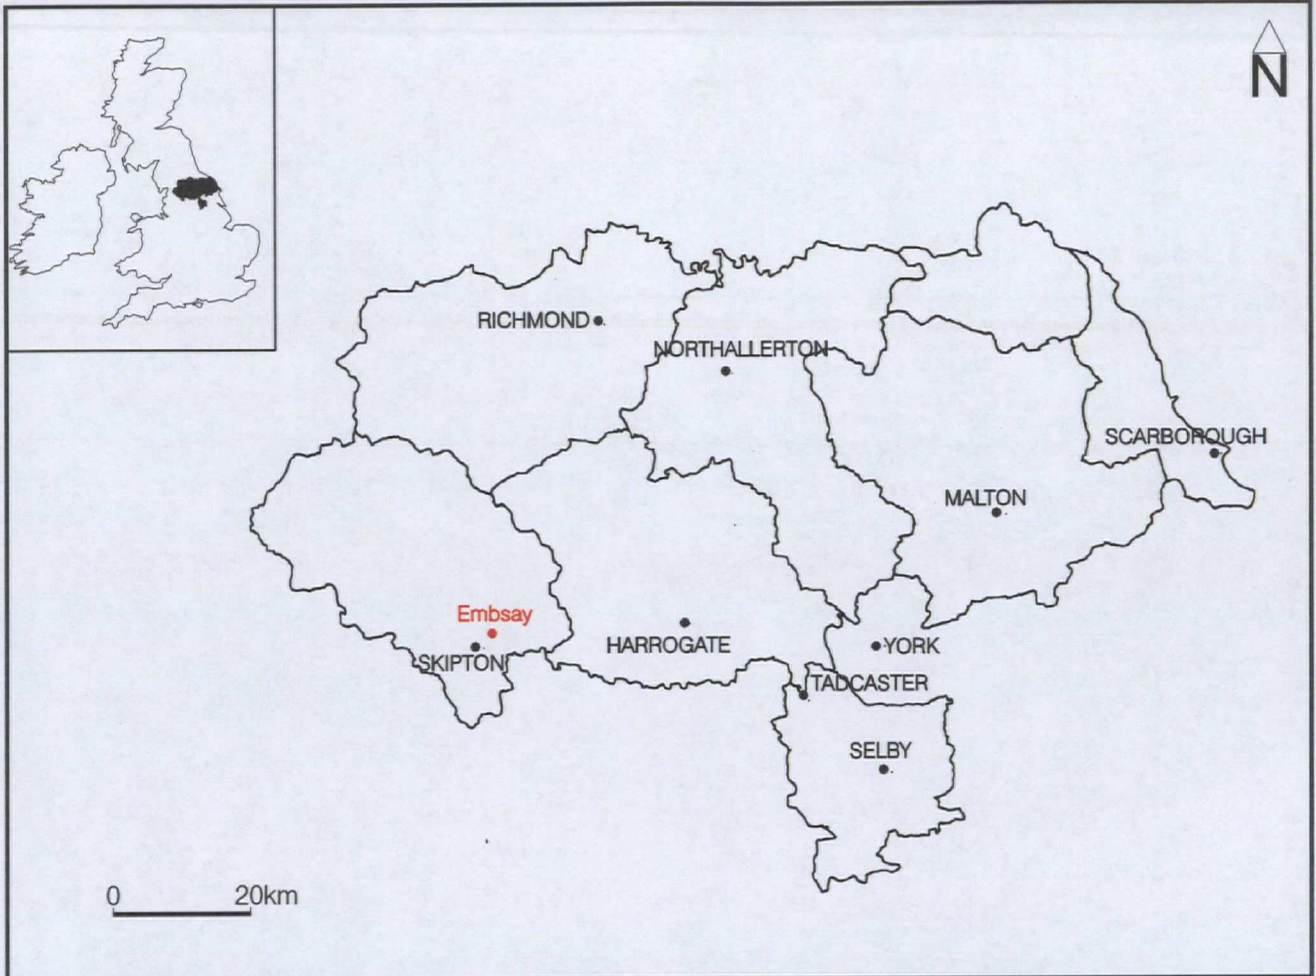 N
RICHMOND
NORTHALLERTON
SCARBOROUGH
MALTON
Embsay
SKIPTON
HARROGATE
YORK
TADCASTER
SELBY
0 20km